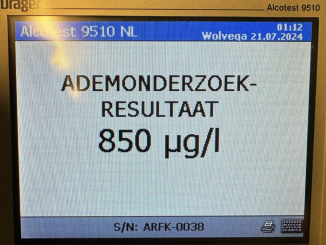 Dräger
Alcotest 9510
Alcotest 9510 NL
01:12
Wolvega 21.07.2024
ADEMONDERZOEK-
RESULTAAT
850 µg/l
S/N: ARFK-0038